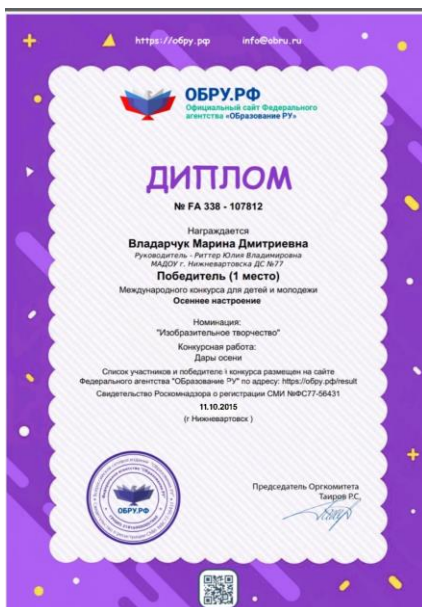 https://обру.рф info@obru.ru
ОБРУ.РФ
Официальный сайт Федерального
агентства «ОБразование РУ»
ДИПЛОМ
№ FA 338 - 107812
Награждается
Владарчук Марина Дмитриевна
Руководитель - Риттер Юлия Владимировна
МАДОУ г. Нижневартовска ДС №77
Победитель (1 место)
Международного конкурса для детей и молодежи
Осеннее настроение
Номинация:
"Изобразительное творчество"
Конкурсная работа:
Дары осени
Список участников и победителе конкурса размещен на сайте
Федерального агентства "ОБразование РУ" по адресу: https://обру.рф/result
Свидетельство Роскомнадзора о регистрации СМИ №ФС77-56431
11.10.2015
(г Нижневартовск )
Председатель Оргкомитета
Таиров Р.С.
ОБРУ.РФ